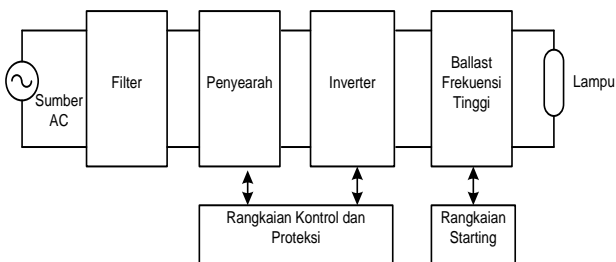 Sumber
AC
Filter
Penyearah
Inverter
Ballast
Frekuensi
Tinggi
Lampu
Rangkaian Kontrol dan
Proteksi
Rangkaian
Starting